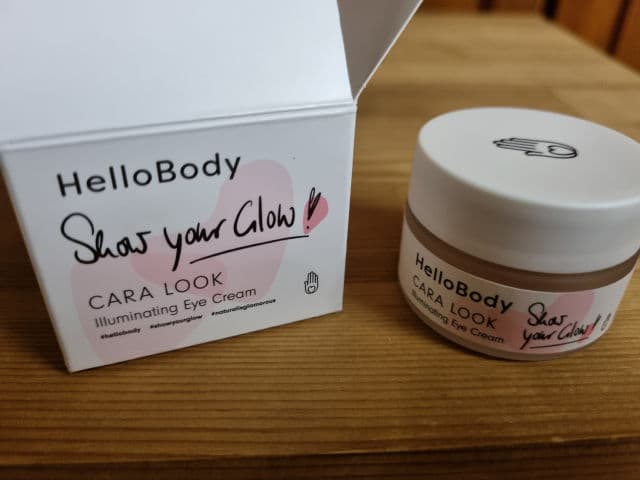 HelloBody
Show your Glow!
CARA LOOK
Illuminating Eye Cream
#hellobody #showyourglow #naturalisglamorous
HelloBody
CARA LOOK
Illuminating Eye Cream
Show
your Glow!